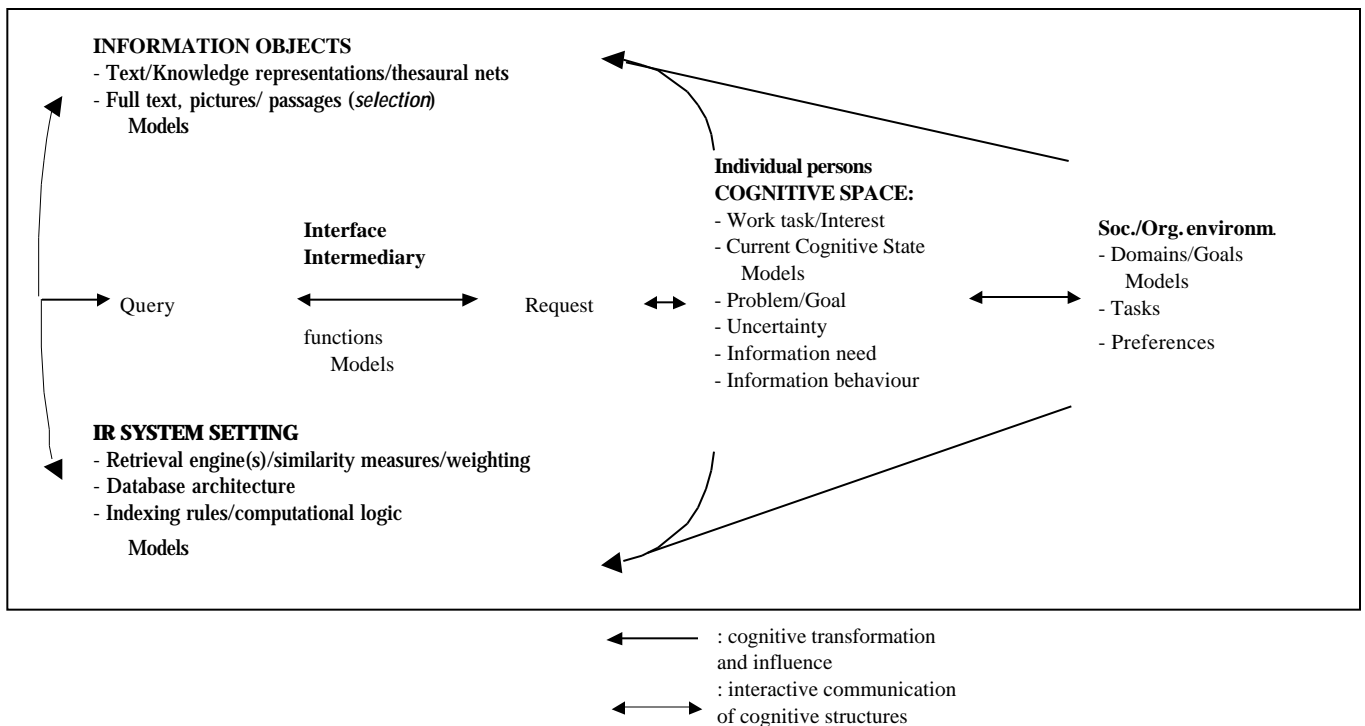 INFORMATION OBJECTS
- Text/Knowledge representations/thesaural nets
- Full text, pictures/ passages (selection)
Models
Interface
Intermediary
Query
Request
functions
Models
Individual persons
COGNITIVE SPACE:
- Work task/Interest
- Current Cognitive State
Models
- Problem/Goal
- Uncertainty
- Information need
- Information behaviour
Soc./Org. environm.
- Domains/Goals
Models
- Tasks
- Preferences
IR SYSTEM SETTING
- Retrieval engine(s)/similarity measures/weighting
- Database architecture
- Indexing rules/computational logic
Models
: cognitive transformation
and influence
: interactive communication
of cognitive structures